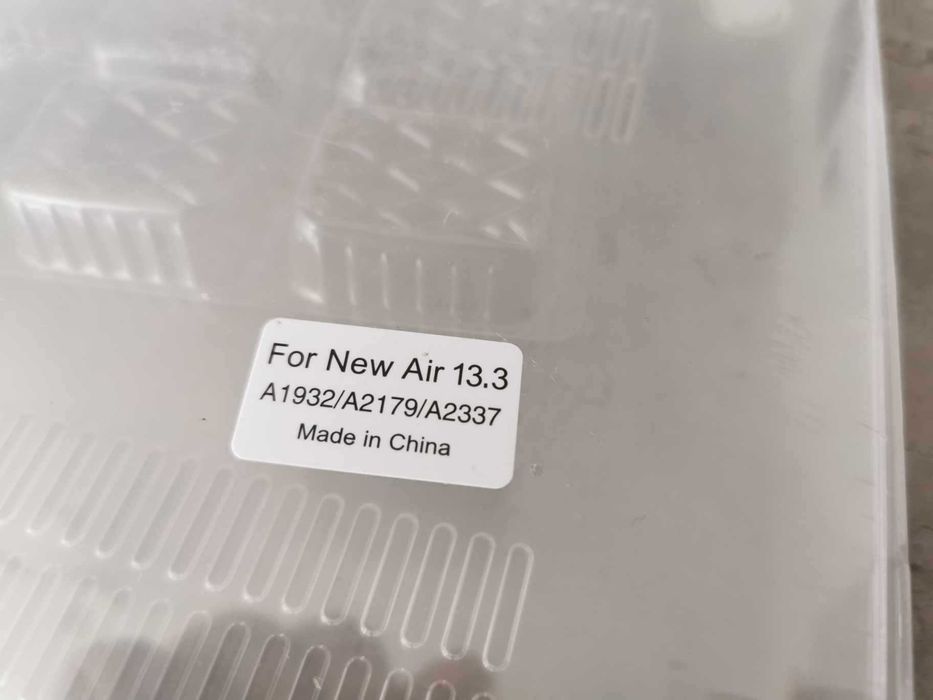 For New Air 13.3
A1932/A2179/A2337
Made in China